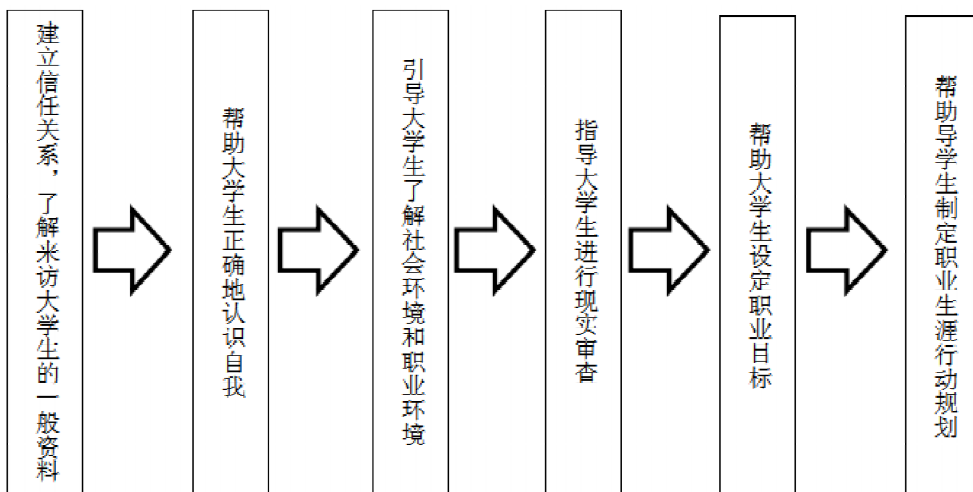 建立信任关系，了解来访大学生的一般资料
帮助大学生正确地认识自我
引导大学生了解社会环境和职业环境
指导大学生进行现实审查
帮助大学生设定职业目标
帮助导学生制定职业生涯行动规划